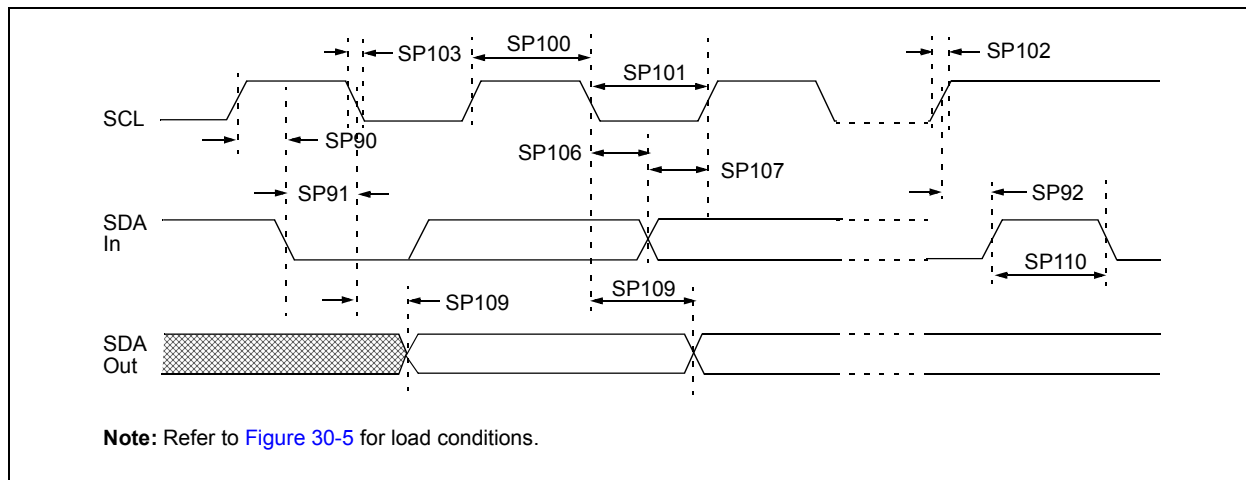 SP103
SP100
SP101
SP102
SCL
SP90
SP106
SP107
SP91
SP92
SDA
In
SP110
SP109
SP109
SDA
Out
Note: Refer to Figure 30-5 for load conditions.